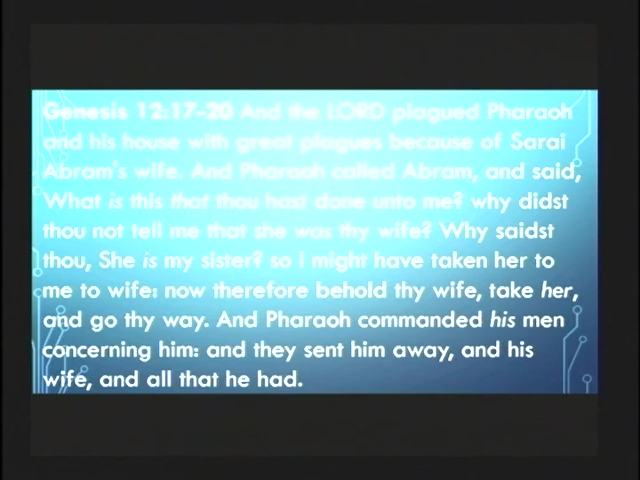 Genesis 12:17-20 And the LORD plagued Pharaoh
and his house with great plagues because of Sarai
Abram's wife. And Pharaoh called Abram, and said,
What is this that thou hast done unto me? why didst
thou not tell me that she was thy wife? Why saidst
thou, She is my sister? so I might have taken her to
me to wife: now therefore behold thy wife, take her,
and go thy way. And Pharaoh commanded his men
concerning him: and they sent him away, and his
wife, and all that he had.